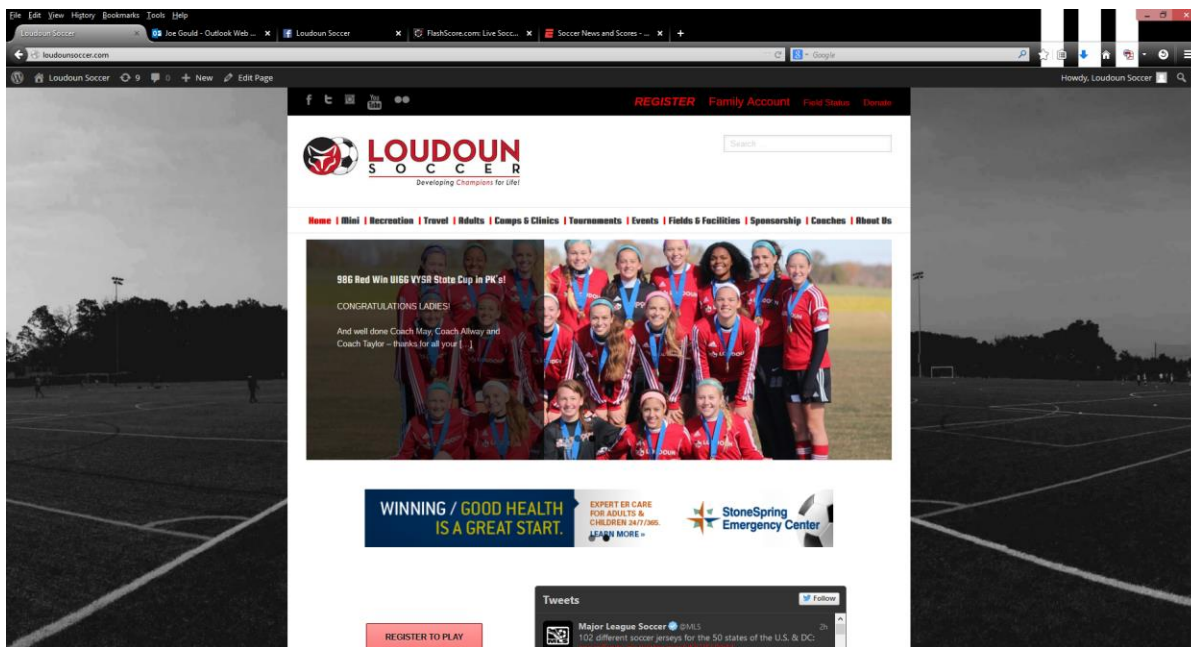 File Edit View History Bookmarks Tools Help
Loudoun Soccer × Joe Gould - Outlook Web ... × Loudoun Soccer × FlashScore.com: Live Socc... × Soccer News and Scores - ... × +
loudounsoccer.com Google
Loudoun Soccer 9 0 + New Edit Page Howdy, Loudoun Soccer
You Tube REGISTER Family Account Field Status Donate
LOUDOUN
SOCCER
Developing Champions for Life!
Search
Home | Mini | Recreation | Travel | Adults | Camps & Clinics | Tournaments | Events | Fields & Facilities | Sponsorship | Coaches | About Us
98G Red Win U16G VYSA State Cup in PK's!
CONGRATULATIONS LADIES!
And well done Coach May, Coach Allway and
Coach Taylor – thanks for all your [...]
WINNING / GOOD HEALTH
IS A GREAT START.
EXPERT ER CARE
FOR ADULTS &
CHILDREN 24/7/365.
LEARN MORE »
StoneSpring
Emergency Center
Tweets Follow
REGISTER TO PLAY
Major League Soccer @MLS 2h
102 different soccer jerseys for the 50 states of the U.S. & DC: